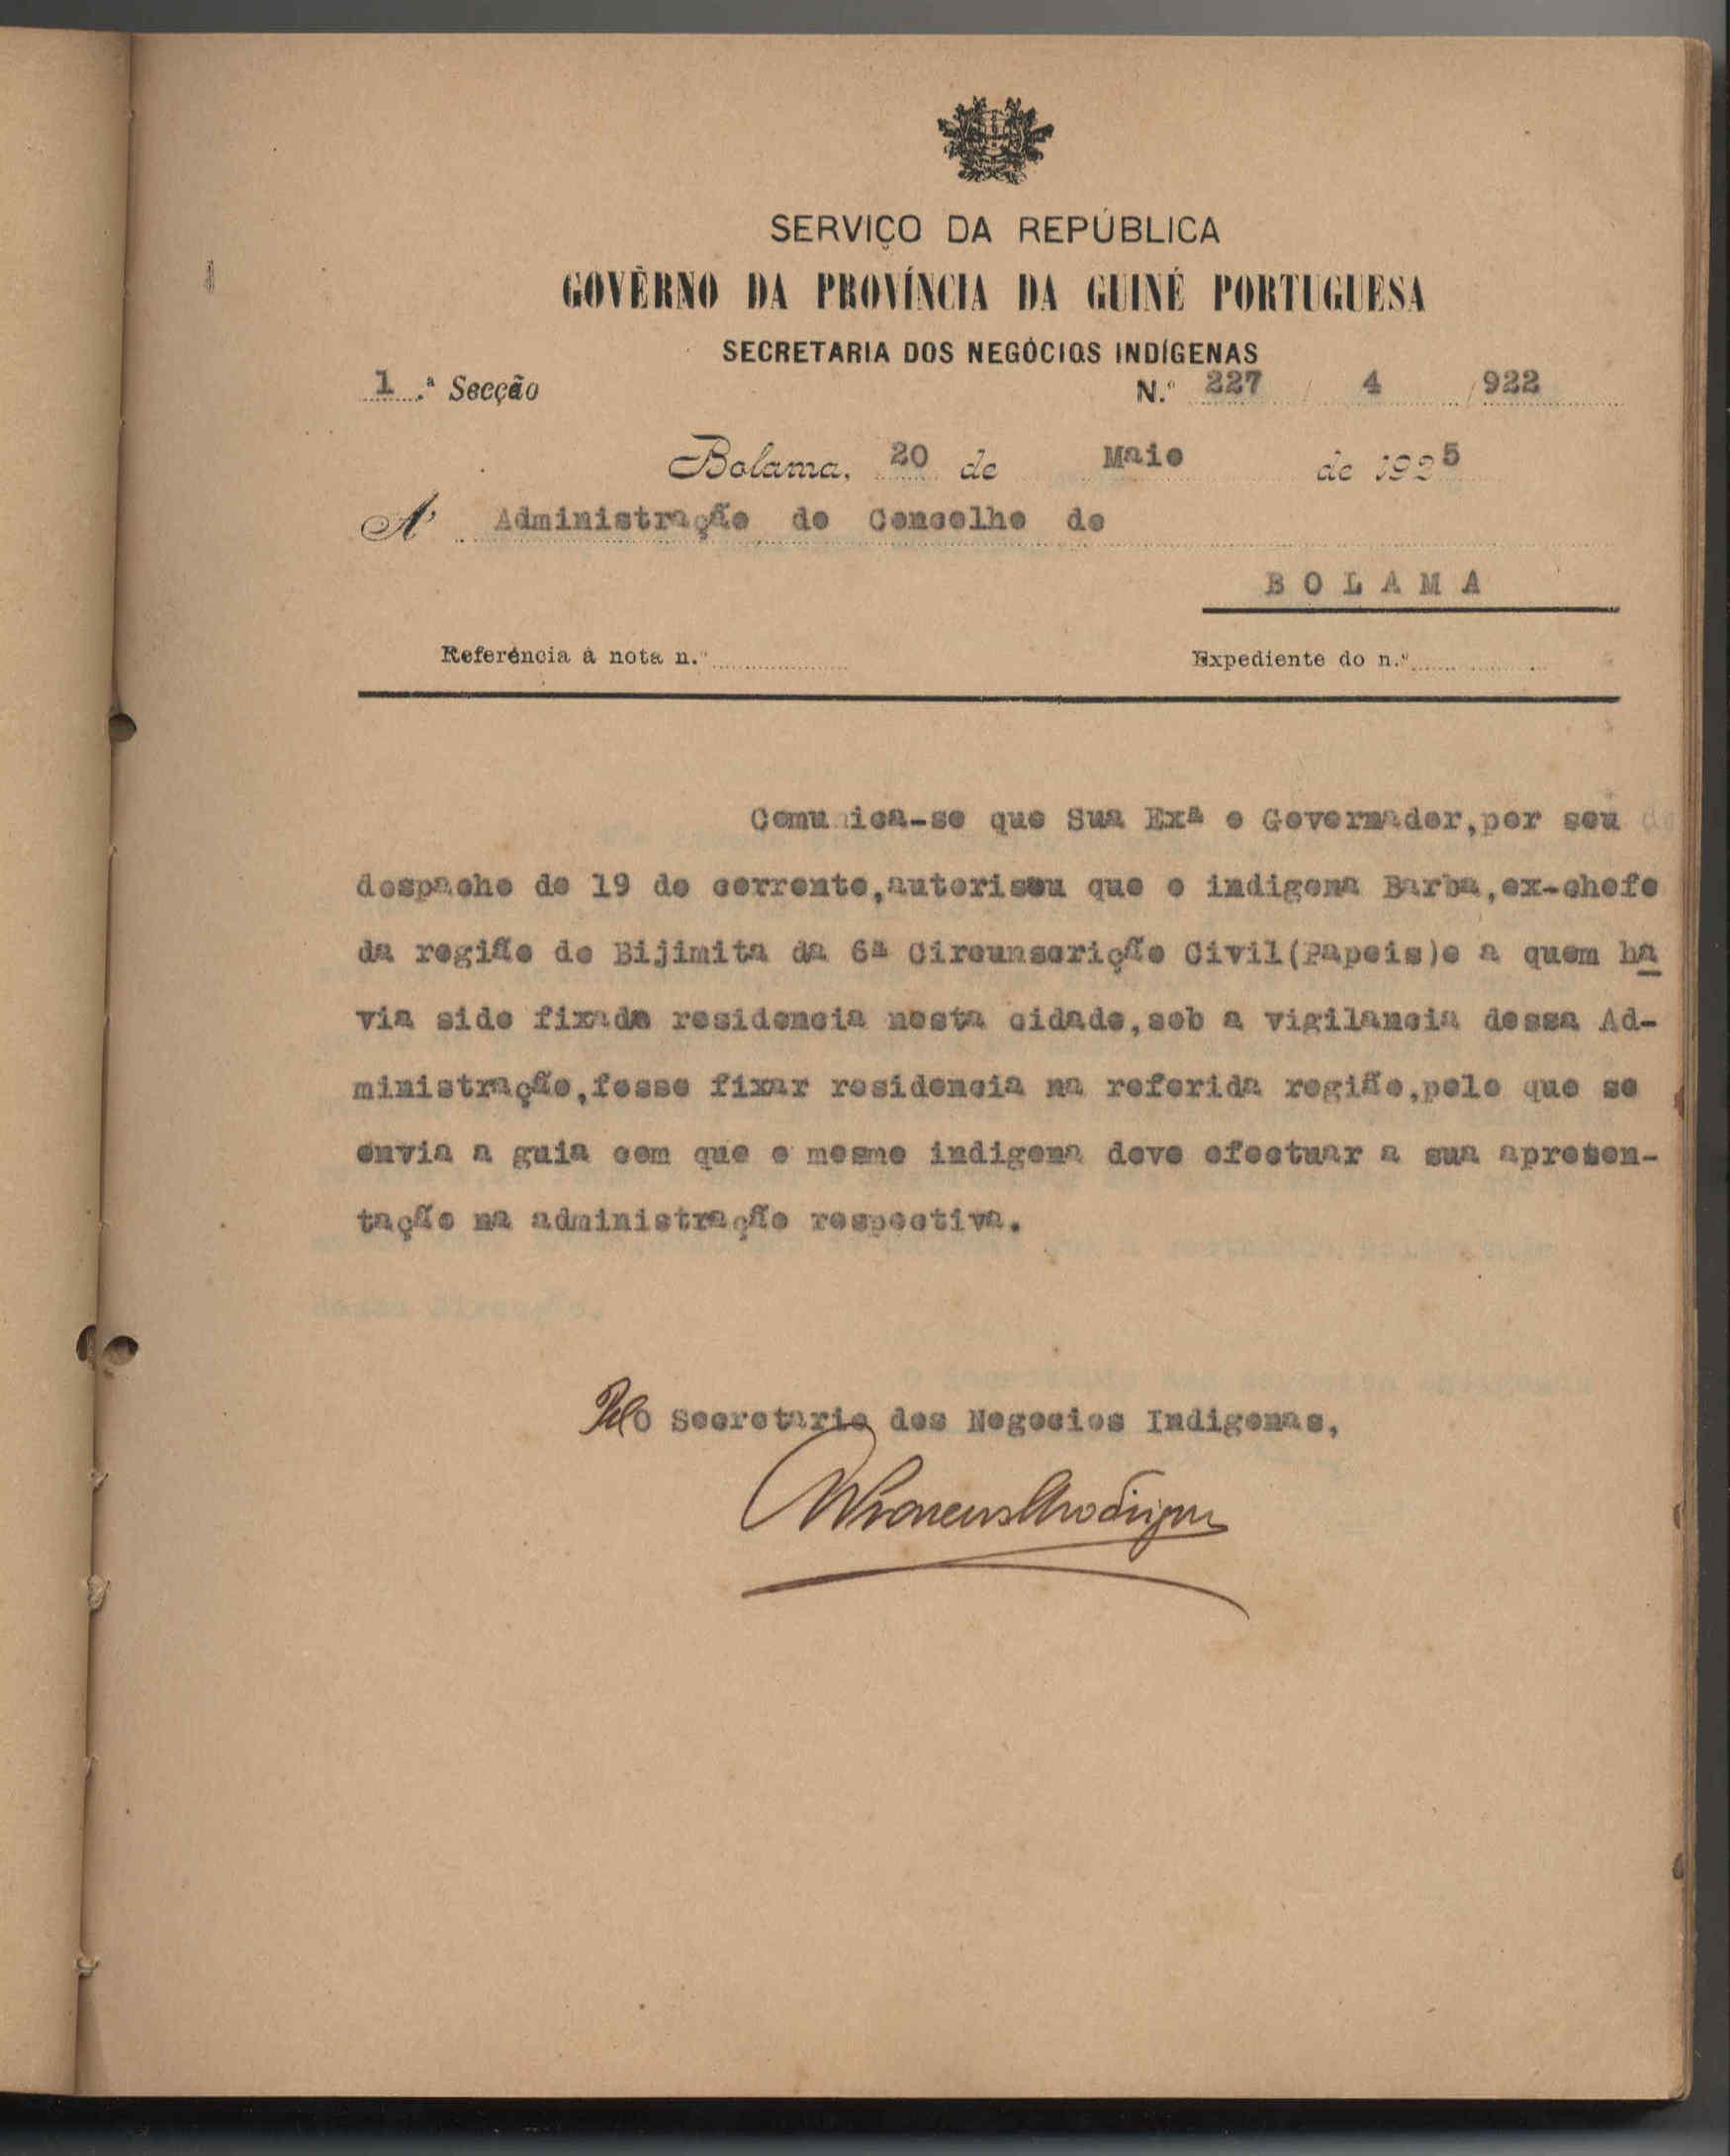 SERVIÇO DA REPÚBLICA
GOVÊRNO DA PROVÍNCIA DA GUINÉ PORTUGUESA
SECRETARIA DOS NEGÓCIOS INDÍGENAS
1.ª Secção N.º 227 / 4 / 922
Bolama, 20 de Maio de 1925
A' Administração do Concelho de
BOLAMA
Referência à nota n.º Expediente do n.º
Comunica-se que Sua Exª o Governador,por seu
despacho de 19 do corrente,autorisou que o indigena Barba,ex-chefe
da região de Bijimita da 6ª Circunscrição Civil(Papeis)e a quem ha
via sido fixada residencia nesta cidade,sob a vigilancia dessa Ad-
ministração,fosse fixar residencia na referida região,pelo que se
envia a guia com que o mesmo indigena deve efectuar a sua apresen-
tação na administração respectiva.
Pelo Secretario dos Negocios Indigenas,